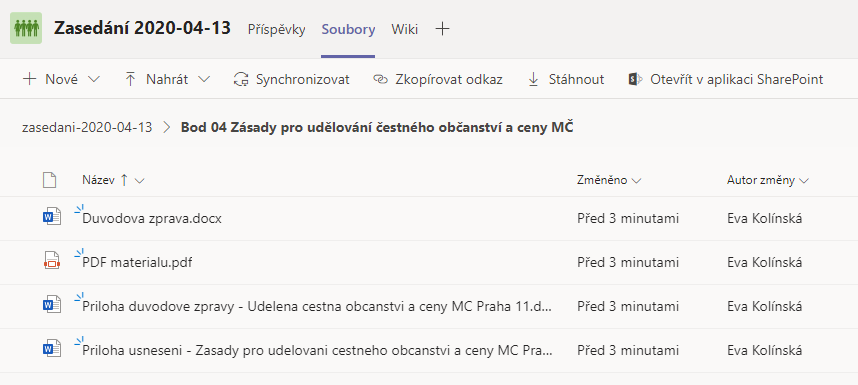 Zasedání 2020-04-13 Příspěvky Soubory Wiki
Nové Nahrát Synchronizovat Zkopírovat odkaz Stáhnout Otevřít v aplikaci SharePoint
zasedani-2020-04-13 > Bod 04 Zásady pro udělování čestného občanství a ceny MČ
Název Změněno Autor změny
Duvodova zprava.docx Před 3 minutami Eva Kolínská
PDF materialu.pdf Před 3 minutami Eva Kolínská
Priloha duvodove zpravy - Udelena cestna obcanstvi a ceny MC Praha 11.d... Před 3 minutami Eva Kolínská
Priloha usneseni - Zasady pro udelovani cestneho obcanstvi a ceny MC Pra... Před 3 minutami Eva Kolínská